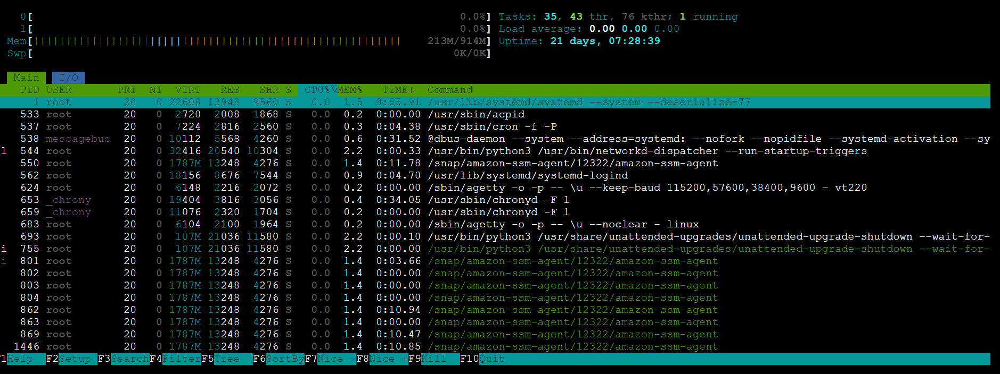 0[ 0.0%] Tasks: 35, 43 thr, 76 kthr; 1 running
1[ 0.0%] Load average: 0.00 0.00 0.00
Mem[||||||||||||||||||||||||||||||||||||||||||||||||||||||||| 213M/914M] Uptime: 21 days, 07:28:39
Swp[ 0K/0K]
Main I/O
PID USER PRI NI VIRT RES SHR S CPU%▽MEM% TIME+ Command
1 root 20 0 22608 13948 9560 S 0.0 1.5 0:55.91 /usr/lib/systemd/systemd --system --deserialize=77
533 root 20 0 2720 2008 1868 S 0.0 0.2 0:00.00 /usr/sbin/acpid
537 root 20 0 7224 2816 2560 S 0.0 0.3 0:04.38 /usr/sbin/cron -f -P
538 messagebus 20 0 10112 5568 4260 S 0.0 0.6 0:31.52 @dbus-daemon --system --address=systemd: --nofork --nopidfile --systemd-activation --sy
l 544 root 20 0 32416 20540 10304 S 0.0 2.2 0:00.33 /usr/bin/python3 /usr/bin/networkd-dispatcher --run-startup-triggers
550 root 20 0 1787M 13248 4276 S 0.0 1.4 0:11.78 /snap/amazon-ssm-agent/12322/amazon-ssm-agent
562 root 20 0 18156 8676 7544 S 0.0 0.9 0:04.70 /usr/lib/systemd/systemd-logind
624 root 20 0 6148 2216 2072 S 0.0 0.2 0:00.00 /sbin/agetty -o -p -- \u --keep-baud 115200,57600,38400,9600 - vt220
653 _chrony 20 0 19404 3816 3056 S 0.0 0.4 0:34.05 /usr/sbin/chronyd -F 1
659 _chrony 20 0 11076 2320 1704 S 0.0 0.2 0:00.00 /usr/sbin/chronyd -F 1
683 root 20 0 6104 2100 1964 S 0.0 0.2 0:00.00 /sbin/agetty -o -p -- \u --noclear - linux
693 root 20 0 107M 21036 11580 S 0.0 2.2 0:00.10 /usr/bin/python3 /usr/share/unattended-upgrades/unattended-upgrade-shutdown --wait-for-
i 755 root 20 0 107M 21036 11580 S 0.0 2.2 0:00.00 /usr/bin/python3 /usr/share/unattended-upgrades/unattended-upgrade-shutdown --wait-for-
i 801 root 20 0 1787M 13248 4276 S 0.0 1.4 0:03.66 /snap/amazon-ssm-agent/12322/amazon-ssm-agent
802 root 20 0 1787M 13248 4276 S 0.0 1.4 0:00.00 /snap/amazon-ssm-agent/12322/amazon-ssm-agent
803 root 20 0 1787M 13248 4276 S 0.0 1.4 0:00.00 /snap/amazon-ssm-agent/12322/amazon-ssm-agent
804 root 20 0 1787M 13248 4276 S 0.0 1.4 0:00.00 /snap/amazon-ssm-agent/12322/amazon-ssm-agent
862 root 20 0 1787M 13248 4276 S 0.0 1.4 0:10.94 /snap/amazon-ssm-agent/12322/amazon-ssm-agent
863 root 20 0 1787M 13248 4276 S 0.0 1.4 0:00.00 /snap/amazon-ssm-agent/12322/amazon-ssm-agent
869 root 20 0 1787M 13248 4276 S 0.0 1.4 0:10.47 /snap/amazon-ssm-agent/12322/amazon-ssm-agent
1446 root 20 0 1787M 13248 4276 S 0.0 1.4 0:10.85 /snap/amazon-ssm-agent/12322/amazon-ssm-agent
F1Help F2Setup F3SearchF4FilterF5Tree F6SortByF7Nice -F8Nice +F9Kill F10Quit